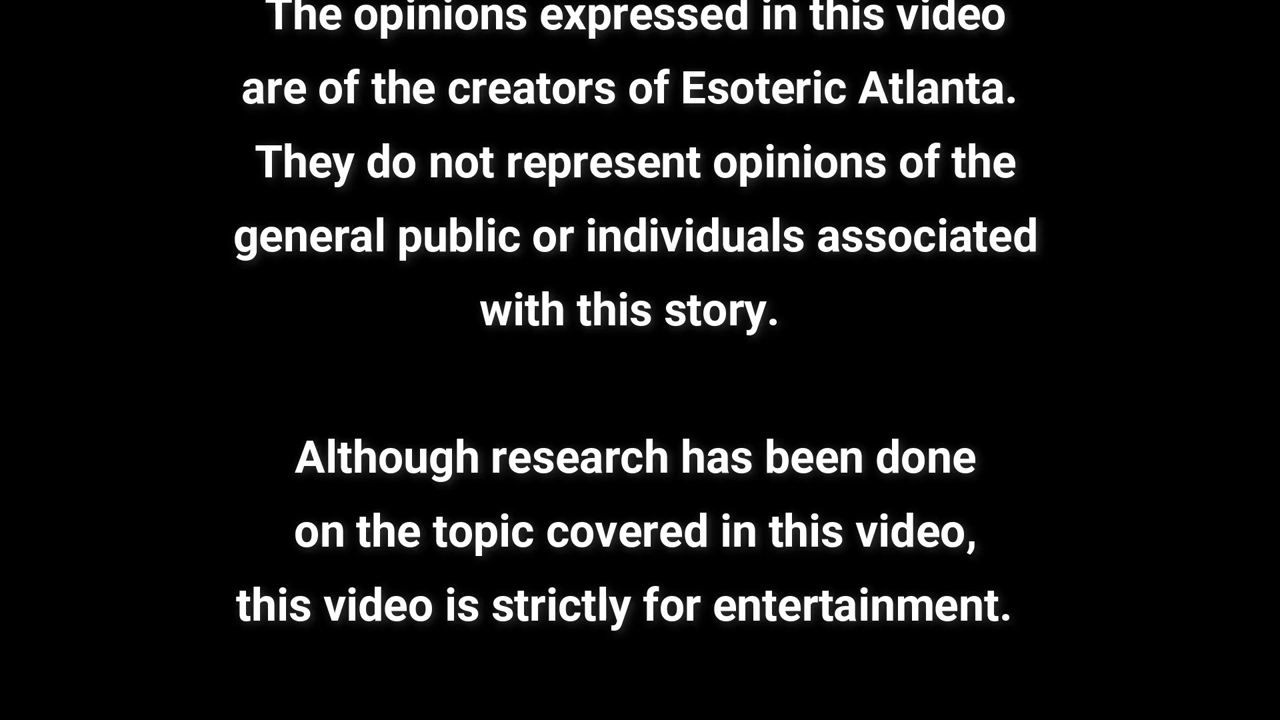 The opinions expressed in this video
are of the creators of Esoteric Atlanta.
They do not represent opinions of the
general public or individuals associated
with this story.
Although research has been done
on the topic covered in this video,
this video is strictly for entertainment.